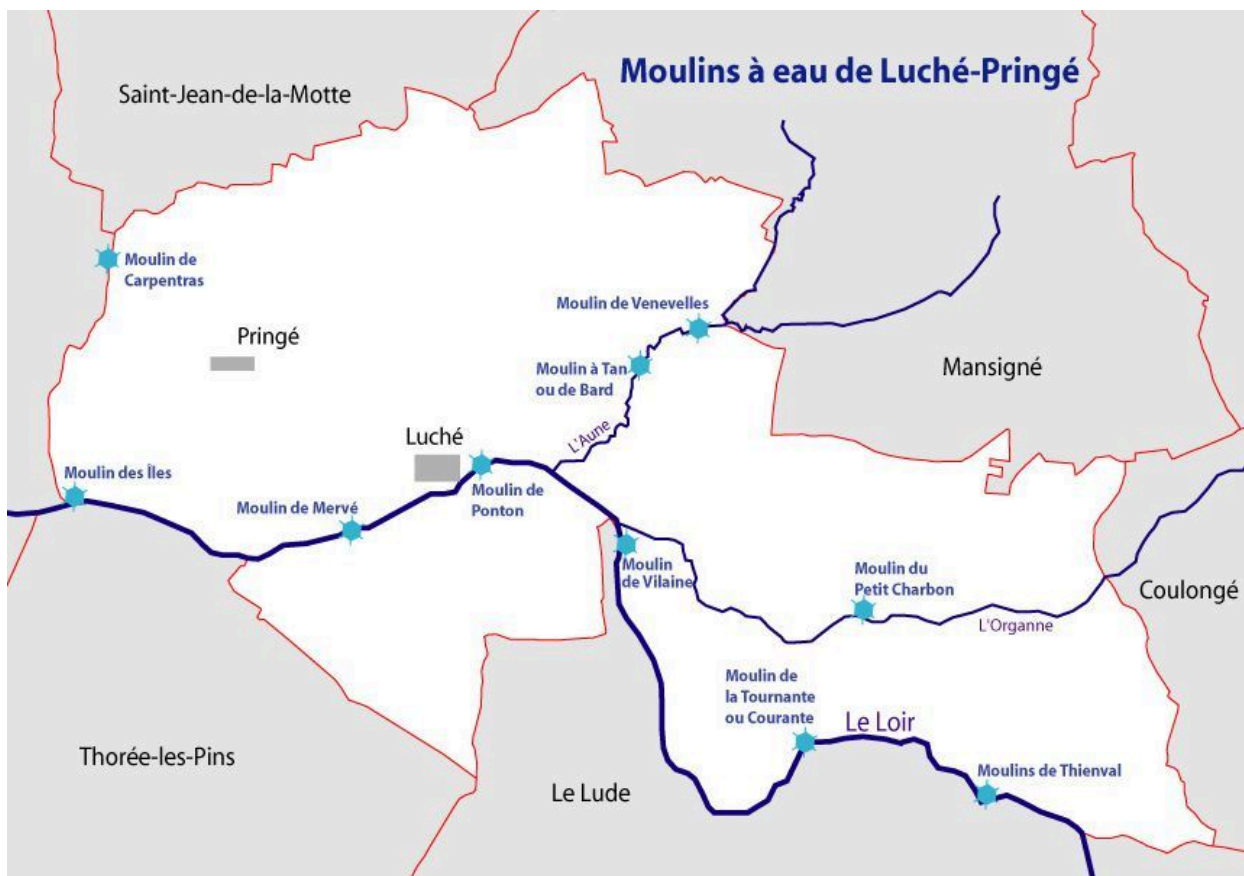 Moulins à eau de Luché-Pringé
Saint-Jean-de-la-Motte
Moulin de
Carpentras
Pringé
Moulin de Venevelles
Moulin à Tan
ou de Bard
Mansigné
L'Aune
Luché
Moulin des Îles
Moulin de Mervé
Moulin de
Ponton
Moulin
de Vilaine
Moulin du
Petit Charbon
Coulongé
L'Organne
Moulin de
la Tournante
ou Courante
Le Loir
Thorée-les-Pins
Le Lude
Moulins de Thienval